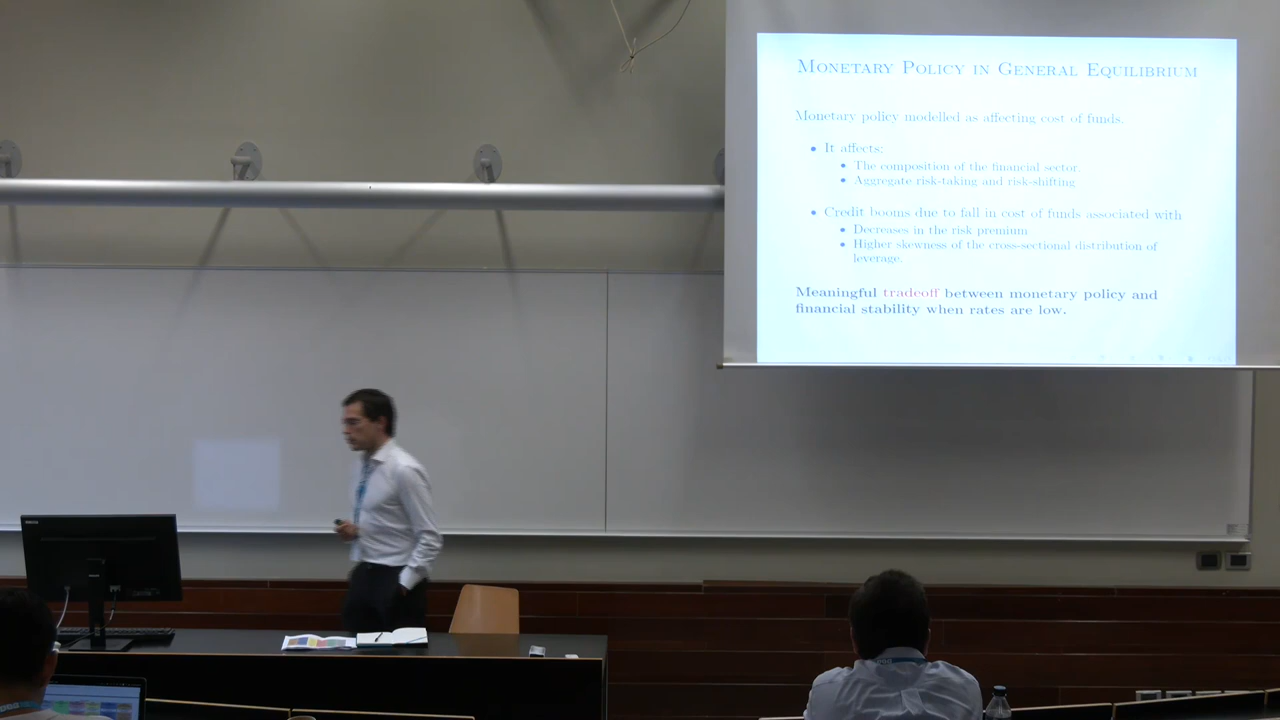 Monetary Policy in General Equilibrium
Monetary policy modelled as affecting cost of funds.
• It affects:
• The composition of the financial sector.
• Aggregate risk-taking and risk-shifting
• Credit booms due to fall in cost of funds associated with
• Decreases in the risk premium
• Higher skewness of the cross-sectional distribution of
leverage.
Meaningful tradeoff between monetary policy and
financial stability when rates are low.